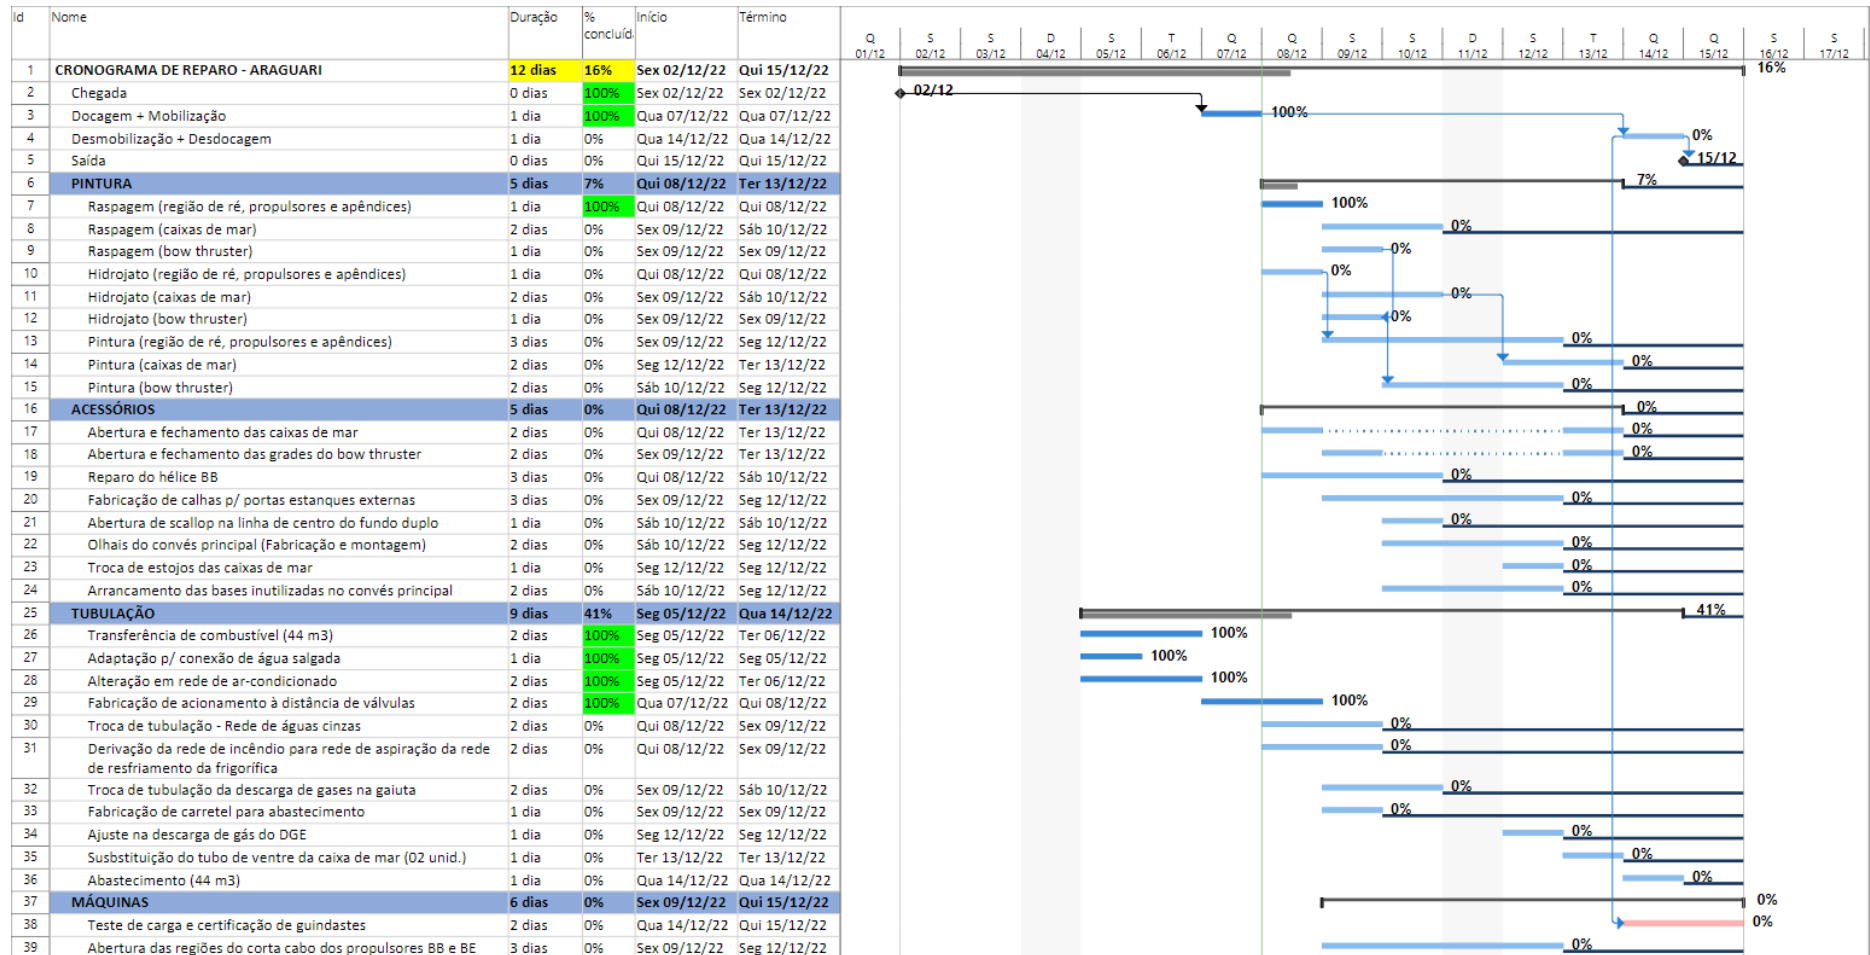 Id Nome Duração % concluíd. Início Término
Q S S D S T Q Q S S D S T Q Q S S
01/12 02/12 03/12 04/12 05/12 06/12 07/12 08/12 09/12 10/12 11/12 12/12 13/12 14/12 15/12 16/12 17/12
1 CRONOGRAMA DE REPARO - ARAGUARI 12 dias 16% Sex 02/12/22 Qui 15/12/22 16%
2 Chegada 0 dias 100% Sex 02/12/22 Sex 02/12/22 02/12
3 Docagem + Mobilização 1 dia 100% Qua 07/12/22 Qua 07/12/22 100%
4 Desmobilização + Desdocagem 1 dia 0% Qua 14/12/22 Qua 14/12/22 0%
5 Saída 0 dias 0% Qui 15/12/22 Qui 15/12/22 15/12
6 PINTURA 5 dias 7% Qui 08/12/22 Ter 13/12/22 7%
7 Raspagem (região de ré, propulsores e apêndices) 1 dia 100% Qui 08/12/22 Qui 08/12/22 100%
8 Raspagem (caixas de mar) 2 dias 0% Sex 09/12/22 Sáb 10/12/22 0%
9 Raspagem (bow thruster) 1 dia 0% Sex 09/12/22 Sex 09/12/22 0%
10 Hidrojato (região de ré, propulsores e apêndices) 1 dia 0% Qui 08/12/22 Qui 08/12/22 0%
11 Hidrojato (caixas de mar) 2 dias 0% Sex 09/12/22 Sáb 10/12/22 0%
12 Hidrojato (bow thruster) 1 dia 0% Sex 09/12/22 Sex 09/12/22 0%
13 Pintura (região de ré, propulsores e apêndices) 3 dias 0% Sex 09/12/22 Seg 12/12/22 0%
14 Pintura (caixas de mar) 2 dias 0% Seg 12/12/22 Ter 13/12/22 0%
15 Pintura (bow thruster) 2 dias 0% Sáb 10/12/22 Seg 12/12/22 0%
16 ACESSÓRIOS 5 dias 0% Qui 08/12/22 Ter 13/12/22 0%
17 Abertura e fechamento das caixas de mar 2 dias 0% Qui 08/12/22 Ter 13/12/22 0%
18 Abertura e fechamento das grades do bow thruster 2 dias 0% Sex 09/12/22 Ter 13/12/22 0%
19 Reparo do hélice BB 3 dias 0% Qui 08/12/22 Sáb 10/12/22 0%
20 Fabricação de calhas p/ portas estanques externas 3 dias 0% Sex 09/12/22 Seg 12/12/22 0%
21 Abertura de scallop na linha de centro do fundo duplo 1 dia 0% Sáb 10/12/22 Sáb 10/12/22 0%
22 Olhais do convés principal (Fabricação e montagem) 2 dias 0% Sáb 10/12/22 Seg 12/12/22 0%
23 Troca de estojos das caixas de mar 1 dia 0% Seg 12/12/22 Seg 12/12/22 0%
24 Arrancamento das bases inutilizadas no convés principal 2 dias 0% Sáb 10/12/22 Seg 12/12/22 0%
25 TUBULAÇÃO 9 dias 41% Seg 05/12/22 Qua 14/12/22 41%
26 Transferência de combustível (44 m3) 2 dias 100% Seg 05/12/22 Ter 06/12/22 100%
27 Adaptação p/ conexão de água salgada 1 dia 100% Seg 05/12/22 Seg 05/12/22 100%
28 Alteração em rede de ar-condicionado 2 dias 100% Seg 05/12/22 Ter 06/12/22 100%
29 Fabricação de acionamento à distância de válvulas 2 dias 100% Qua 07/12/22 Qui 08/12/22 100%
30 Troca de tubulação - Rede de águas cinzas 2 dias 0% Qui 08/12/22 Sex 09/12/22 0%
31 Derivação da rede de incêndio para rede de aspiração da rede 2 dias 0% Qui 08/12/22 Sex 09/12/22 0%
de resfriamento da frigorífica
32 Troca de tubulação da descarga de gases na gaiuta 2 dias 0% Sex 09/12/22 Sáb 10/12/22 0%
33 Fabricação de carretel para abastecimento 1 dia 0% Sex 09/12/22 Sex 09/12/22 0%
34 Ajuste na descarga de gás do DGE 1 dia 0% Seg 12/12/22 Seg 12/12/22 0%
35 Susbstituição do tubo de ventre da caixa de mar (02 unid.) 1 dia 0% Ter 13/12/22 Ter 13/12/22 0%
36 Abastecimento (44 m3) 1 dia 0% Qua 14/12/22 Qua 14/12/22 0%
37 MÁQUINAS 6 dias 0% Sex 09/12/22 Qui 15/12/22 0%
38 Teste de carga e certificação de guindastes 2 dias 0% Qua 14/12/22 Qui 15/12/22 0%
39 Abertura das regiões do corta cabo dos propulsores BB e BE 3 dias 0% Sex 09/12/22 Seg 12/12/22 0%